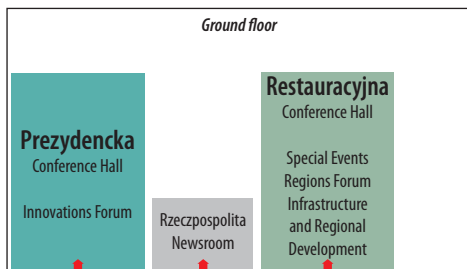 Ground floor
Prezydencka
Conference Hall
Innovations Forum
Rzeczpospolita
Newsroom
Restauracyjna
Conference Hall
Special Events
Regions Forum
Infrastructure
and Regional
Development